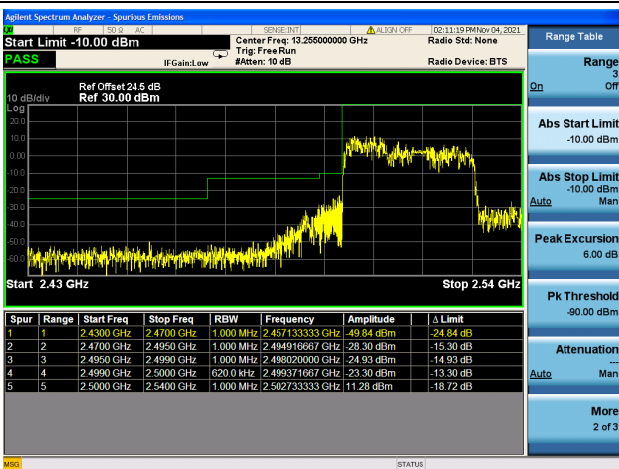 Agilent Spectrum Analyzer - Spurious Emissions
RF 50 Ω AC SENSE:INT ALIGN OFF 02:11:19 PM Nov 04, 2021
Start Limit -10.00 dBm Center Freq: 13.255000000 GHz Radio Std: None
PASS IFGain:Low Trig: Free Run
#Atten: 10 dB Radio Device: BTS
Ref Offset 24.5 dB
10 dB/div Ref 30.00 dBm
Log
20.0
10.0
0.00
-10.0
-20.0
-30.0
-40.0
-50.0
-60.0
Start 2.43 GHz Stop 2.54 GHz
Spur Range Start Freq Stop Freq RBW Frequency Amplitude Δ Limit
1 1 2.4300 GHz 2.4700 GHz 1.000 MHz 2.457133333 GHz -49.84 dBm -24.84 dB
2 2 2.4700 GHz 2.4950 GHz 1.000 MHz 2.494916667 GHz -28.30 dBm -15.30 dB
3 3 2.4950 GHz 2.4990 GHz 1.000 MHz 2.498020000 GHz -24.93 dBm -14.93 dB
4 4 2.4990 GHz 2.5000 GHz 620.0 kHz 2.499371667 GHz -23.30 dBm -13.30 dB
5 5 2.5000 GHz 2.5400 GHz 1.000 MHz 2.502733333 GHz 11.28 dBm -18.72 dB
Range Table
Range
3
On Off
Abs Start Limit
-10.00 dBm
Abs Stop Limit
-10.00 dBm
Auto Man
Peak Excursion
6.00 dB
Pk Threshold
-90.00 dBm
Attenuation
---
Auto Man
More
2 of 3
MSG STATUS